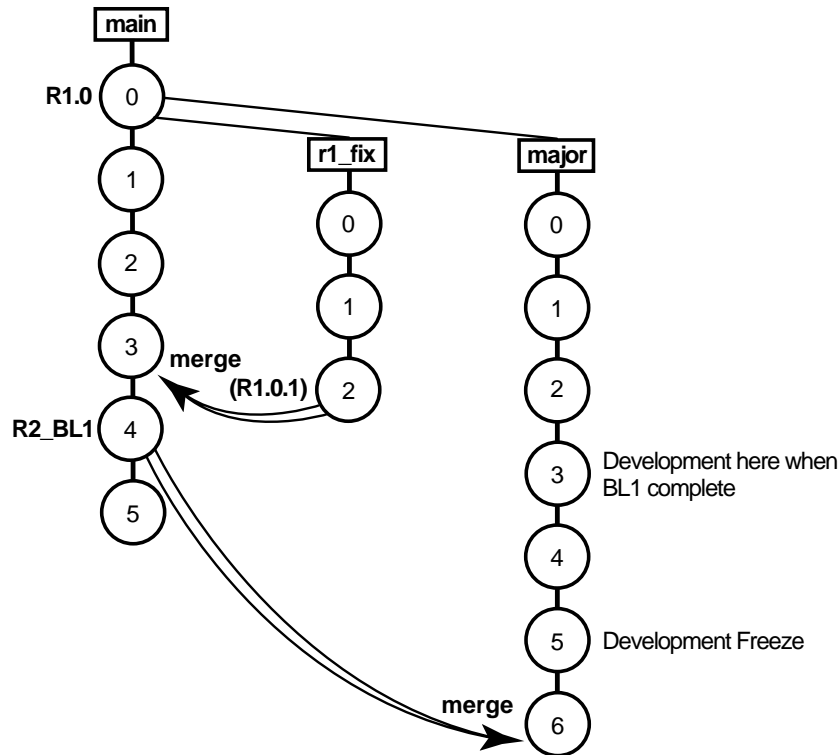 main
R1.0
0
r1_fix
major
1
0
0
2
1
1
3
merge
(R1.0.1)
2
2
R2_BL1
4
3
Development here when
BL1 complete
5
4
5
Development Freeze
merge
6